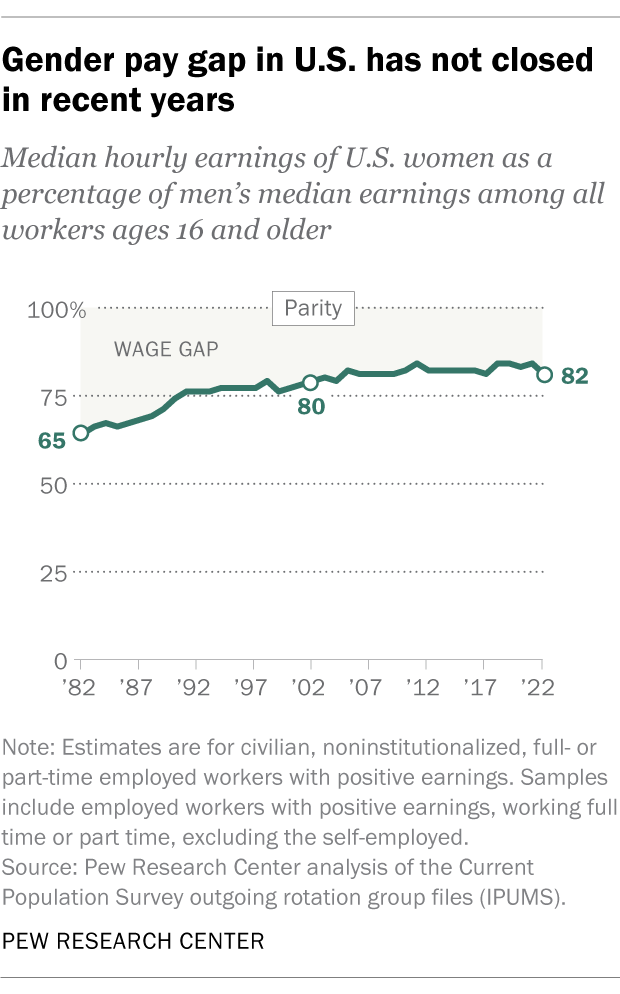 Gender pay gap in U.S. has not closed
in recent years
Median hourly earnings of U.S. women as a
percentage of men’s median earnings among all
workers ages 16 and older
100%
Parity
WAGE GAP
75
80
82
65
50
25
0
’82 ’87 ’92 ’97 ’02 ’07 ’12 ’17 ’22
Note: Estimates are for civilian, noninstitutionalized, full- or
part-time employed workers with positive earnings. Samples
include employed workers with positive earnings, working full
time or part time, excluding the self-employed.
Source: Pew Research Center analysis of the Current
Population Survey outgoing rotation group files (IPUMS).
PEW RESEARCH CENTER